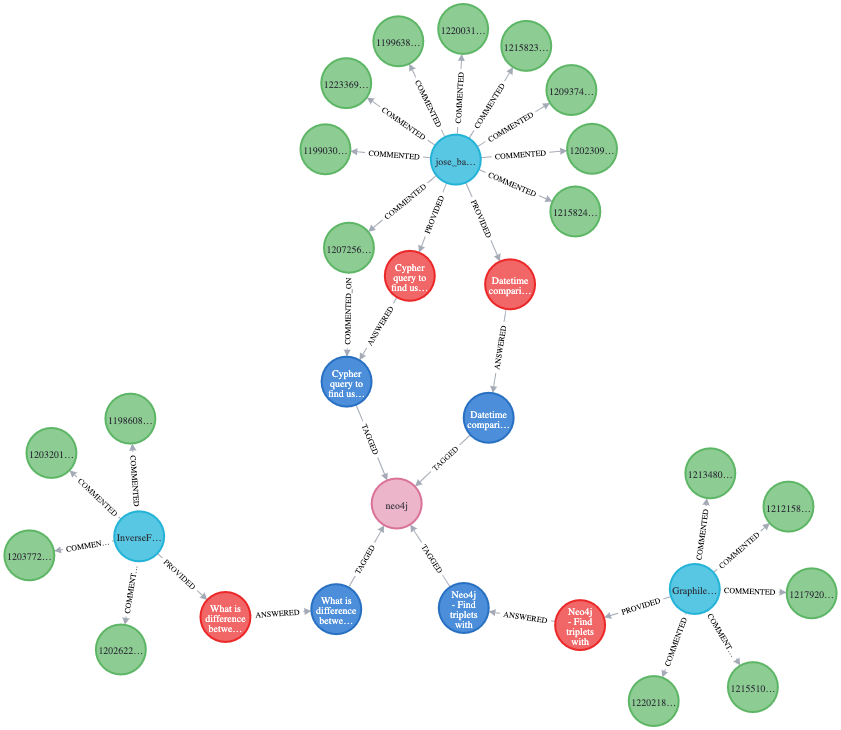 1220031…
1199638…
1215823…
1223369…
1209374…
COMMENTED
COMMENTED
COMMENTED
COMMENTED
COMMENTED
1199030…
COMMENTED
jose_ba…
COMMENTED
1202309…
COMMENTED
1215824…
COMMENTED
PROVIDED
PROVIDED
1207256…
Cypher
query to
find us…
Datetime
compari…
COMMENTED_ON
ANSWERED
ANSWERED
Cypher
query to
find us…
Datetime
compari…
TAGGED
TAGGED
neo4j
1198608…
1203201…
COMMENTED
COMMENTED
1203772…
COMMEN…
InverseF…
COMMENT…
PROVIDED
1202622…
What is
difference
betwe…
ANSWERED
What is
difference
betwe…
TAGGED
TAGGED
Neo4j
- Find
triplets
with
ANSWERED
Neo4j
- Find
triplets
with
PROVIDED
Graphile…
1213480…
COMMENTED
1212158…
COMMENTED
COMMENTED
1217920…
COMMENTED
COMMENT…
1220218…
1215510…